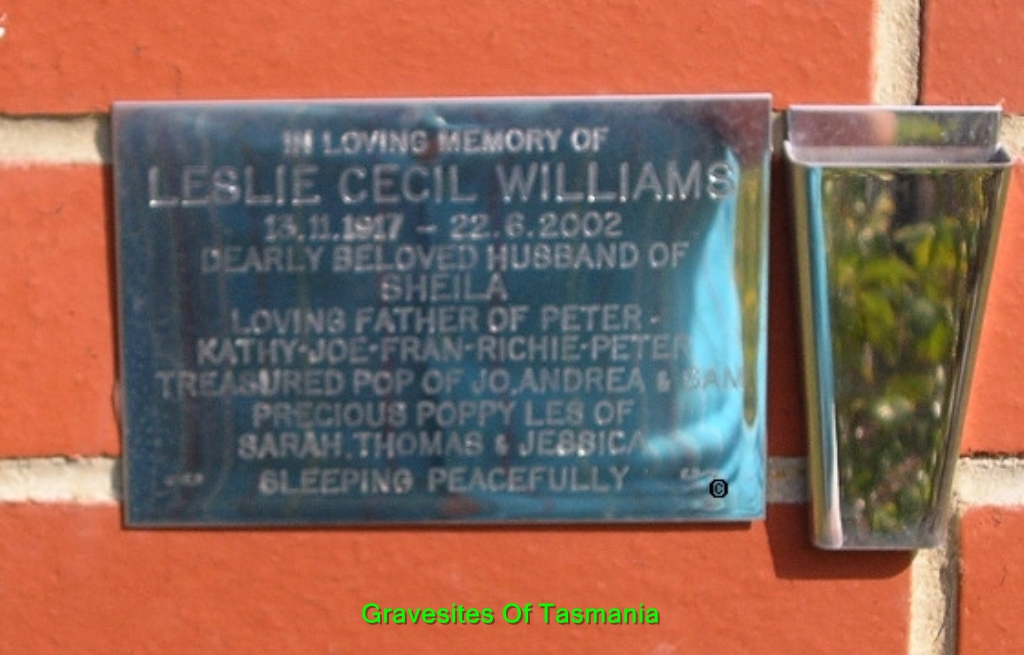 IN LOVING MEMORY OF
LESLIE CECIL WILLIAMS
13.11.1917 - 22.6.2002
DEARLY BELOVED HUSBAND OF
SHEILA
LOVING FATHER OF PETER-
KATHY-JOE-FRAN-RICHIE-PETER
TREASURED POP OF JO,ANDREA & SAM
PRECIOUS POPPY LES OF
SARAH.THOMAS & JESSICA
SLEEPING PEACEFULLY
©
Gravesites Of Tasmania